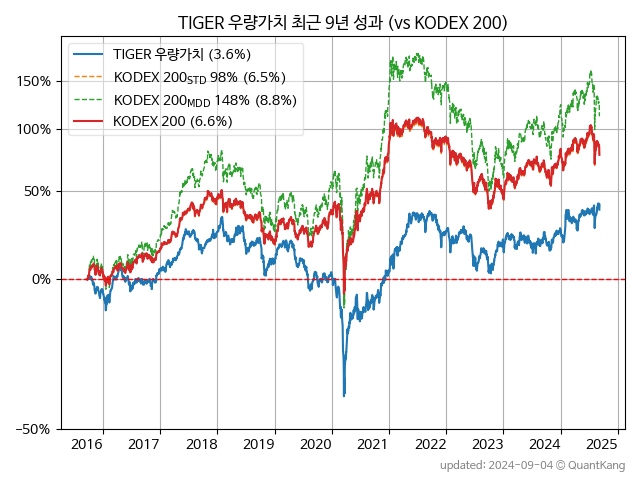 TIGER 우량가치 최근 9년 성과 (vs KODEX 200)
TIGER 우량가치 (3.6%)
KODEX 200STD 98% (6.5%)
KODEX 200MDD 148% (8.8%)
KODEX 200 (6.6%)
150%
100%
50%
0%
−50%
2016 2017 2018 2019 2020 2021 2022 2023 2024 2025
updated: 2024-09-04 © QuantKang